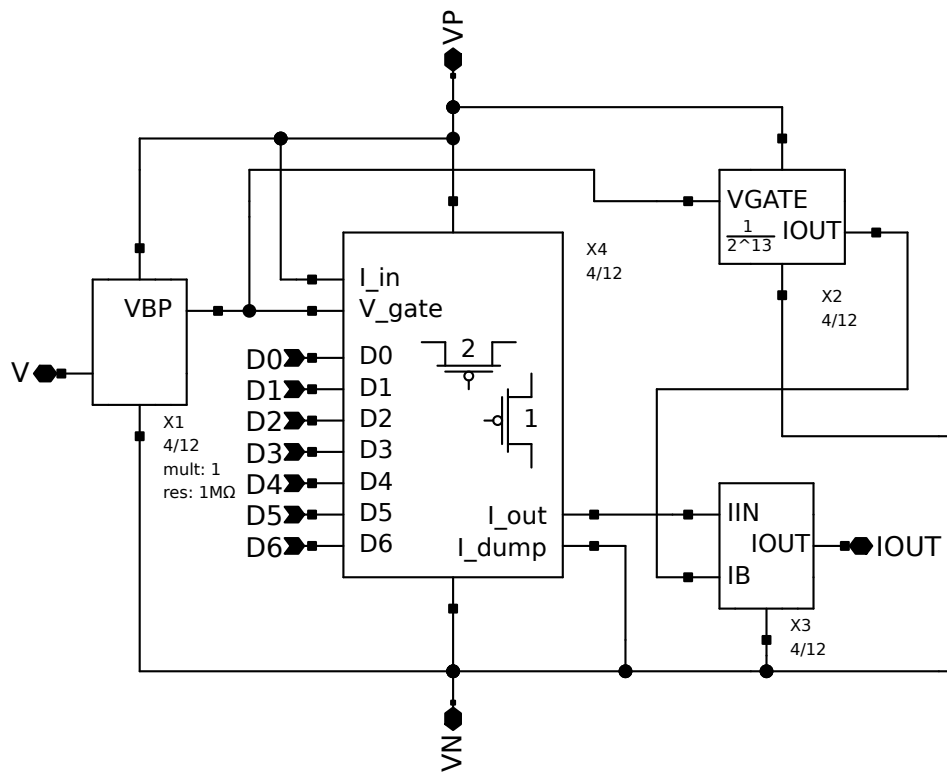 VP
VGATE
1
2^13
IOUT
X2
4/12
X4
4/12
I_in
V_gate
VBP
V
X1
4/12
mult: 1
res: 1MΩ
D0
D1
D2
D3
D4
D5
D6
D0
D1
D2
D3
D4
D5
D6
2
1
I_out
I_dump
IIN
IOUT
IB
IOUT
X3
4/12
VN